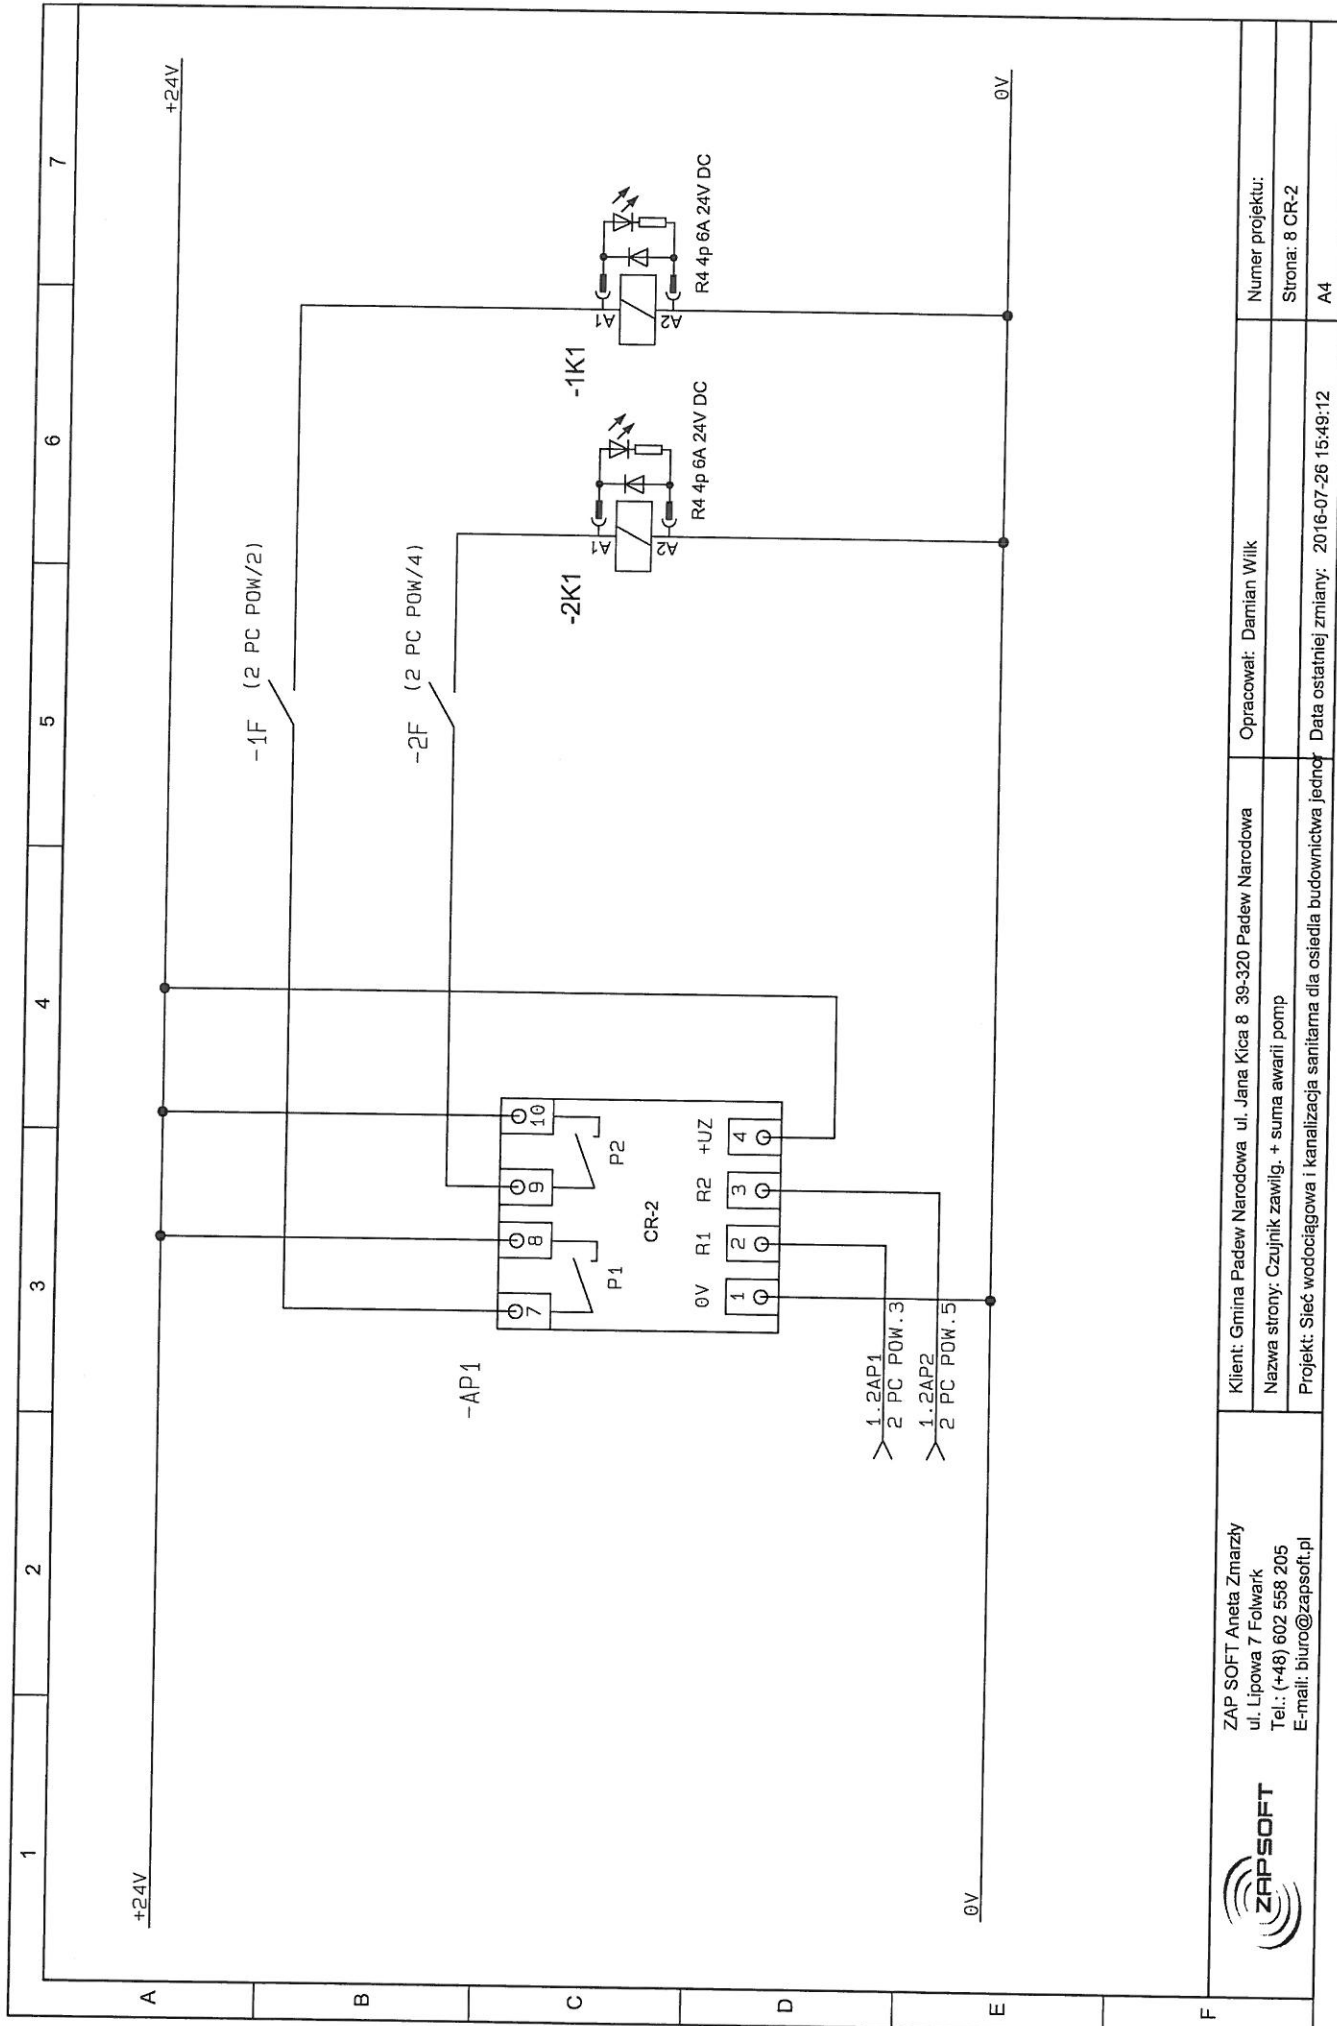 1 2 3 4 5 6 7
A
B
C
D
E
F
+24V
+24V
-1F (2 PC POW/2)
-2F (2 PC POW/4)
-AP1
7 8 9 10
P1 P2
CR-2
0V R1 R2 +UZ
1 2 3 4
-2K1
A1
A2
R4 4p 6A 24V DC
-1K1
A1
A2
R4 4p 6A 24V DC
1.2AP1
2 PC POW.3
1.2AP2
2 PC POW.5
0V
0V
ZAPSOFT
ZAP SOFT Aneta Zmarzły
ul. Lipowa 7 Folwark
Tel.: (+48) 602 558 205
E-mail: biuro@zapsoft.pl
Klient: Gmina Padew Narodowa ul. Jana Kica 8 39-320 Padew Narodowa
Opracował: Damian Wilk
Numer projektu:
Nazwa strony: Czujnik zawilg. + suma awarii pomp
Strona: 8 CR-2
Projekt: Sieć wodociągowa i kanalizacja sanitarna dla osiedla budownictwa jednor
Data ostatniej zmiany: 2016-07-26 15:49:12
A4